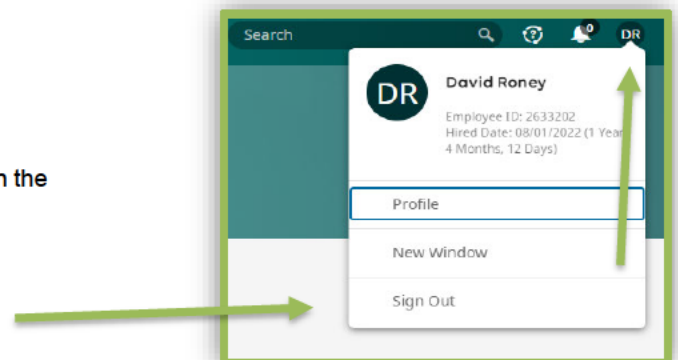 Search
0
DR
DR
David Roney
Employee ID: 2633202
Hired Date: 08/01/2022 (1 Year
4 Months, 12 Days)
n the
Profile
New Window
Sign Out